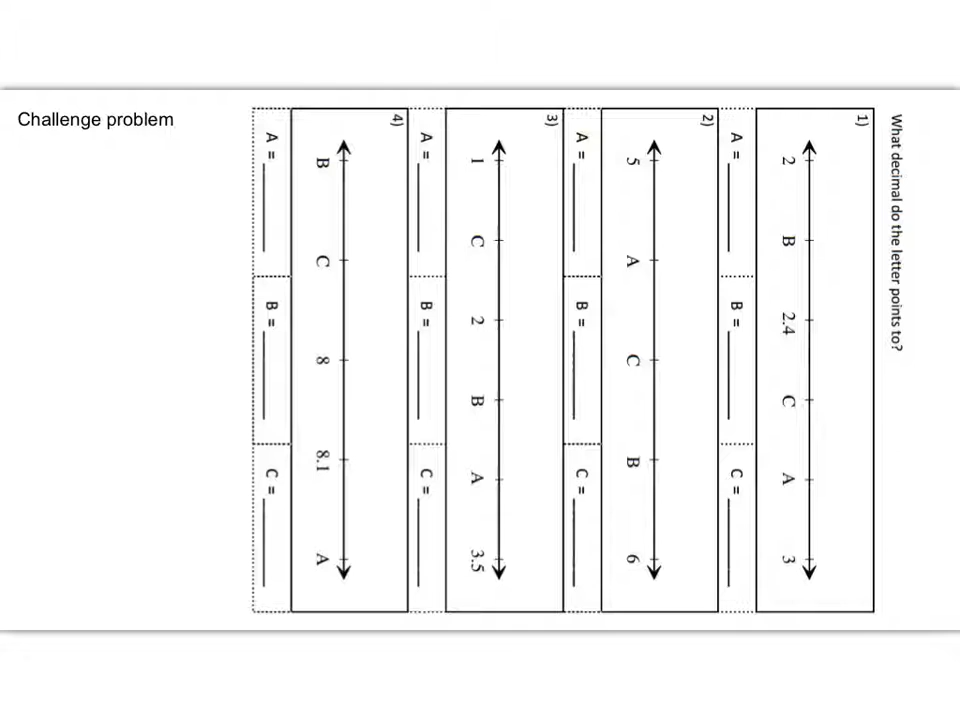 Challenge problem
What decimal do the letter points to?
1)
2 B 2.4 C A 3
A = ______ B = ______ C = ______
2)
5 A C B 6
A = ______ B = ______ C = ______
3)
1 C 2 B A 3.5
A = ______ B = ______ C = ______
4)
B C 8 8.1 A
A = ______ B = ______ C = ______